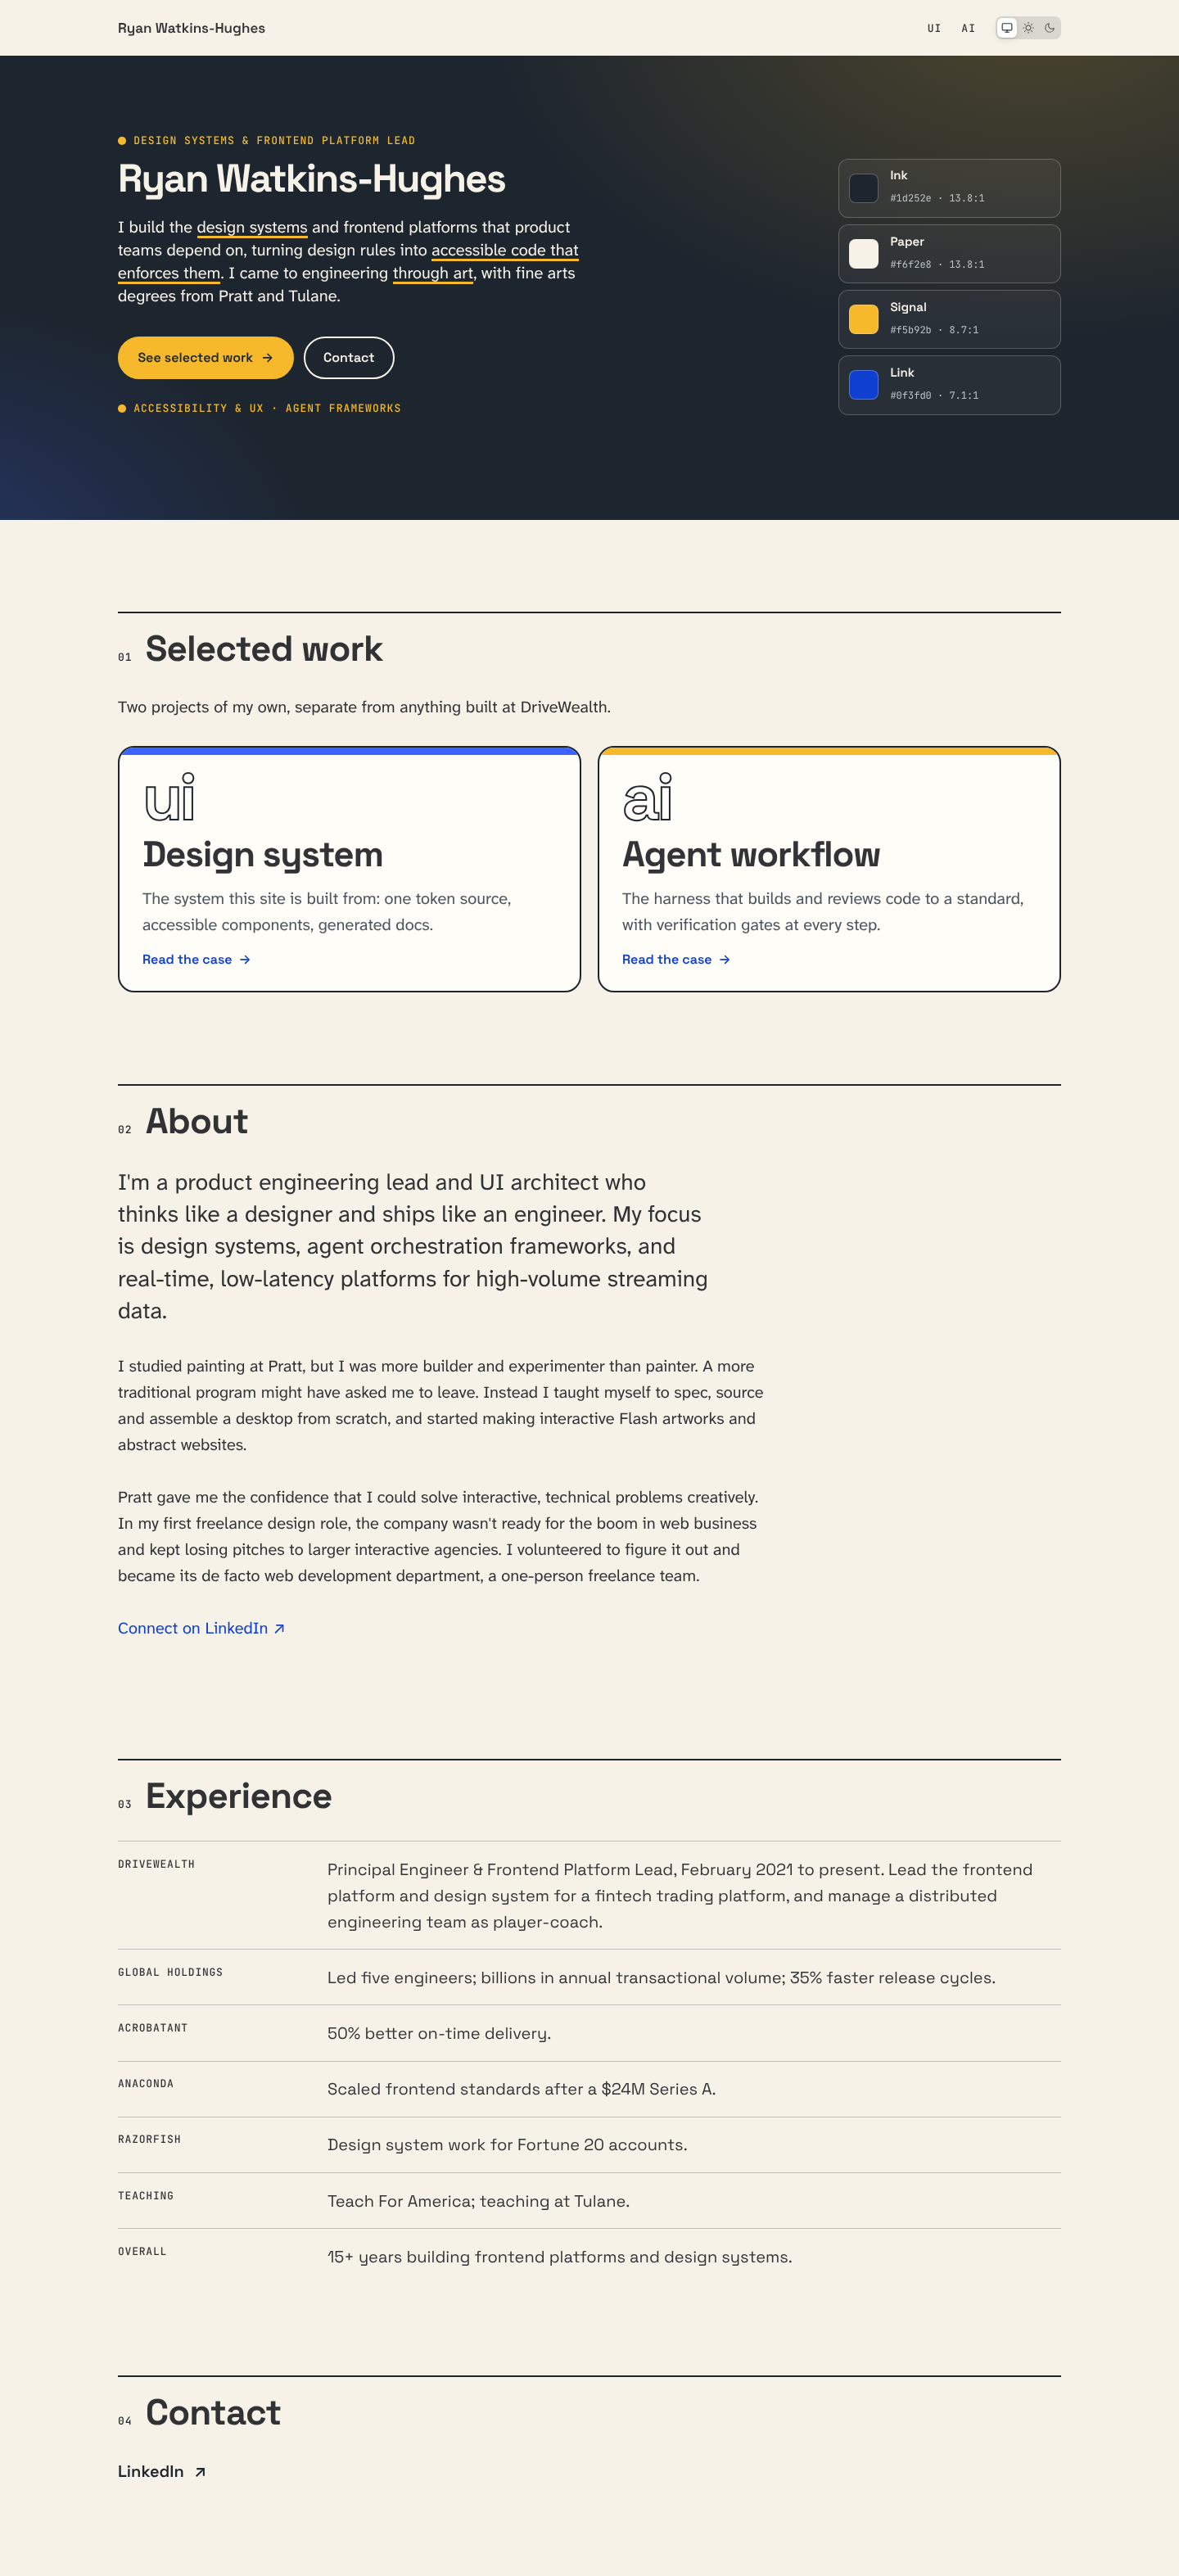 Ryan Watkins-Hughes
UI
AI
DESIGN SYSTEMS & FRONTEND PLATFORM LEAD
Ryan Watkins-Hughes
I build the design systems and frontend platforms that product
teams depend on, turning design rules into accessible code that
enforces them. I came to engineering through art, with fine arts
degrees from Pratt and Tulane.
See selected work →
Contact
ACCESSIBILITY & UX · AGENT FRAMEWORKS
Ink
#1d252e · 13.8:1
Paper
#f6f2e8 · 13.8:1
Signal
#f5b92b · 8.7:1
Link
#0f3fd0 · 7.1:1
01 Selected work
Two projects of my own, separate from anything built at DriveWealth.
ui
Design system
The system this site is built from: one token source,
accessible components, generated docs.
Read the case →
ai
Agent workflow
The harness that builds and reviews code to a standard,
with verification gates at every step.
Read the case →
02 About
I'm a product engineering lead and UI architect who
thinks like a designer and ships like an engineer. My focus
is design systems, agent orchestration frameworks, and
real-time, low-latency platforms for high-volume streaming
data.
I studied painting at Pratt, but I was more builder and experimenter than painter. A more
traditional program might have asked me to leave. Instead I taught myself to spec, source
and assemble a desktop from scratch, and started making interactive Flash artworks and
abstract websites.
Pratt gave me the confidence that I could solve interactive, technical problems creatively.
In my first freelance design role, the company wasn't ready for the boom in web business
and kept losing pitches to larger interactive agencies. I volunteered to figure it out and
became its de facto web development department, a one-person freelance team.
Connect on LinkedIn ↗
03 Experience
DRIVEWEALTH
Principal Engineer & Frontend Platform Lead, February 2021 to present. Lead the frontend
platform and design system for a fintech trading platform, and manage a distributed
engineering team as player-coach.
GLOBAL HOLDINGS
Led five engineers; billions in annual transactional volume; 35% faster release cycles.
ACROBATANT
50% better on-time delivery.
ANACONDA
Scaled frontend standards after a $24M Series A.
RAZORFISH
Design system work for Fortune 20 accounts.
TEACHING
Teach For America; teaching at Tulane.
OVERALL
15+ years building frontend platforms and design systems.
04 Contact
LinkedIn ↗